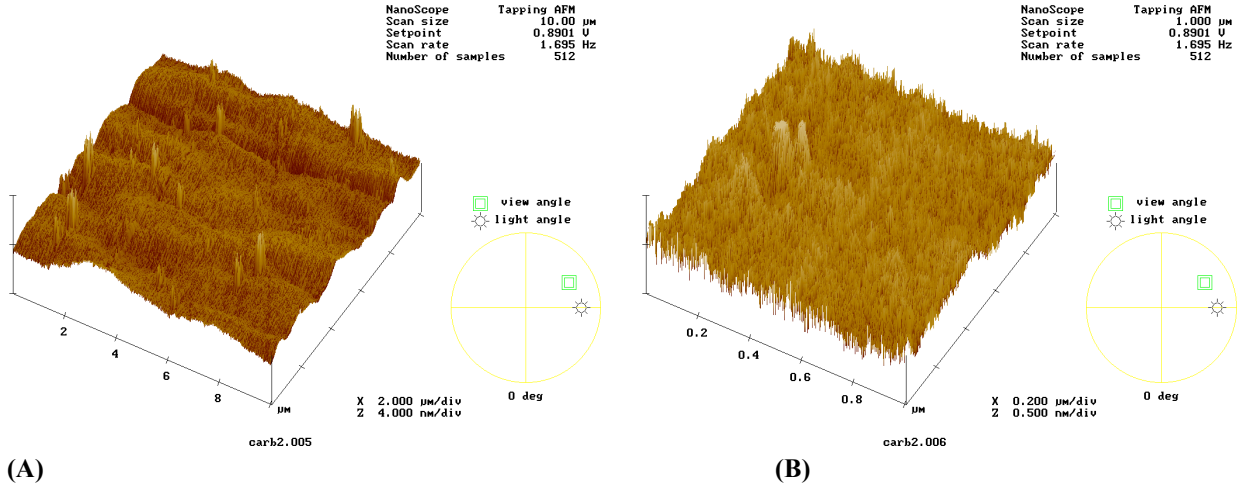 NanoScope Tapping AFM
Scan size 10.00 µm
Setpoint 0.8901 V
Scan rate 1.695 Hz
Number of samples 512
view angle
light angle
0 deg
2
4
6
8
µm
X 2.000 µm/div
Z 4.000 nm/div
carb2.005
(A)
NanoScope Tapping AFM
Scan size 1.000 µm
Setpoint 0.8901 V
Scan rate 1.695 Hz
Number of samples 512
view angle
light angle
0 deg
0.2
0.4
0.6
0.8
µm
X 0.200 µm/div
Z 0.500 nm/div
carb2.006
(B)